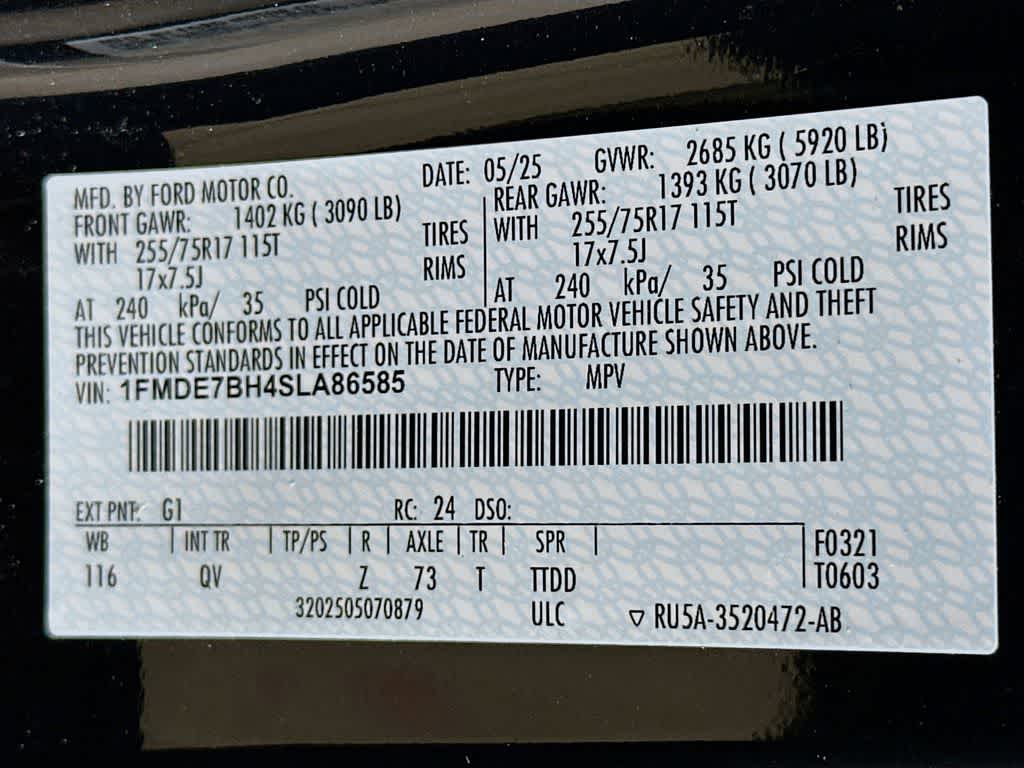 MFD. BY FORD MOTOR CO. DATE: 05/25 GVWR: 2685 KG ( 5920 LB)
FRONT GAWR: 1402 KG ( 3090 LB) REAR GAWR: 1393 KG ( 3070 LB)
WITH 255/75R17 115T TIRES WITH 255/75R17 115T TIRES
17x7.5J RIMS 17x7.5J RIMS
AT 240 kPa/ 35 PSI COLD AT 240 kPa/ 35 PSI COLD
THIS VEHICLE CONFORMS TO ALL APPLICABLE FEDERAL MOTOR VEHICLE SAFETY AND THEFT
PREVENTION STANDARDS IN EFFECT ON THE DATE OF MANUFACTURE SHOWN ABOVE.
VIN: 1FMDE7BH4SLA86585 TYPE: MPV
EXT PNT: G1 RC: 24 DSO:
WB INT TR TP/PS R AXLE TR SPR F0321
116 QV Z 73 T TTDD T0603
3202505070879 ULC ▽ RU5A-3520472-AB